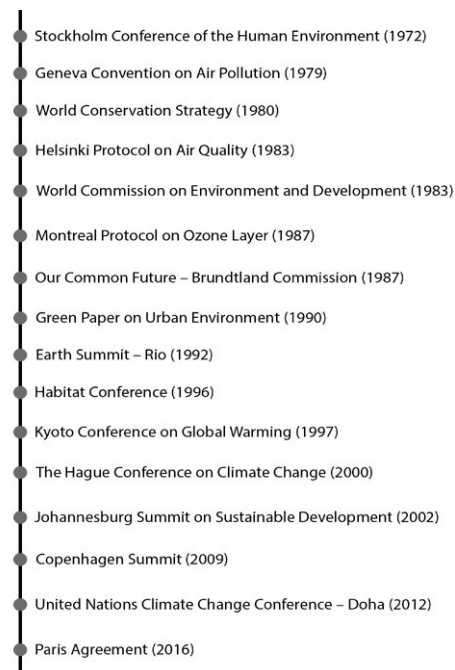 Stockholm Conference of the Human Environment (1972)
Geneva Convention on Air Pollution (1979)
World Conservation Strategy (1980)
Helsinki Protocol on Air Quality (1983)
World Commission on Environment and Development (1983)
Montreal Protocol on Ozone Layer (1987)
Our Common Future – Brundtland Commission (1987)
Green Paper on Urban Environment (1990)
Earth Summit – Rio (1992)
Habitat Conference (1996)
Kyoto Conference on Global Warming (1997)
The Hague Conference on Climate Change (2000)
Johannesburg Summit on Sustainable Development (2002)
Copenhagen Summit (2009)
United Nations Climate Change Conference – Doha (2012)
Paris Agreement (2016)